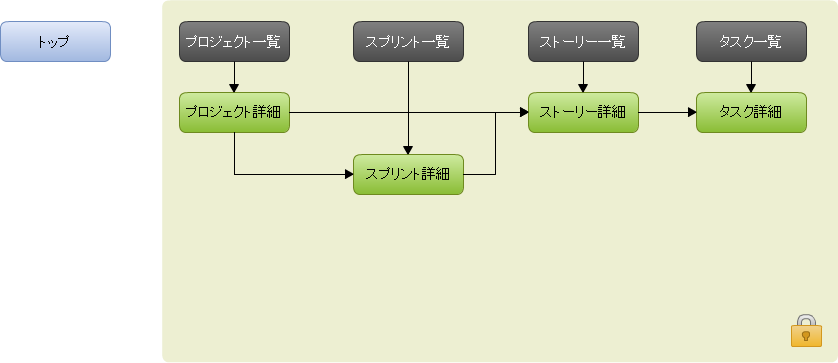 トップ
プロジェクト一覧
スプリント一覧
ストーリー一覧
タスク一覧
プロジェクト詳細
ストーリー詳細
タスク詳細
スプリント詳細